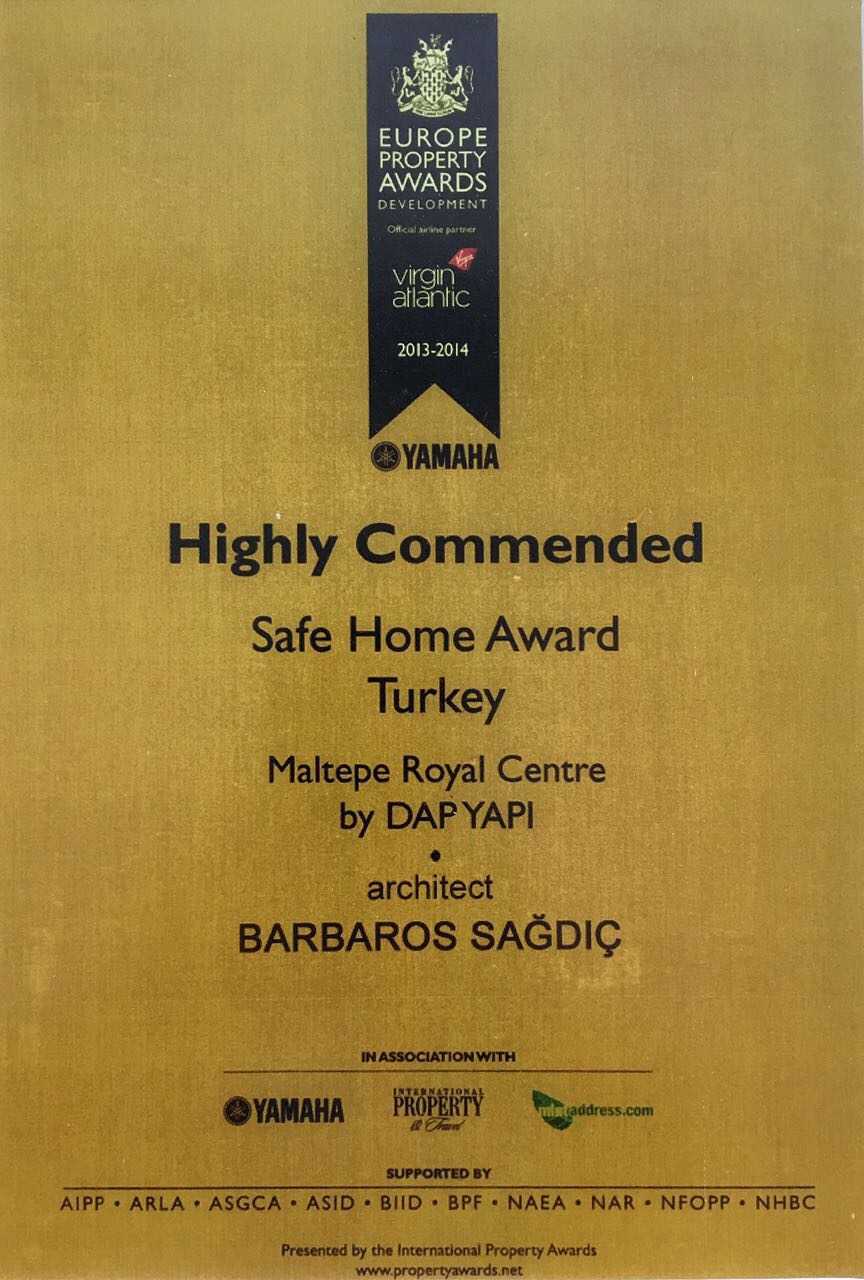 EUROPE
PROPERTY
AWARDS
DEVELOPMENT
Official airline partner
Virgin
virgin
atlantic
2013-2014
YAMAHA
Highly Commended
Safe Home Award
Turkey
Maltepe Royal Centre
by DAP YAPI
•
architect
BARBAROS SAĞDIÇ
IN ASSOCIATION WITH
YAMAHA
INTERNATIONAL
PROPERTY
& Travel
address.com
SUPPORTED BY
AIPP • ARLA • ASGCA • ASID • BIID • BPF • NAEA • NAR • NFOPP • NHBC
Presented by the International Property Awards
www.propertyawards.net